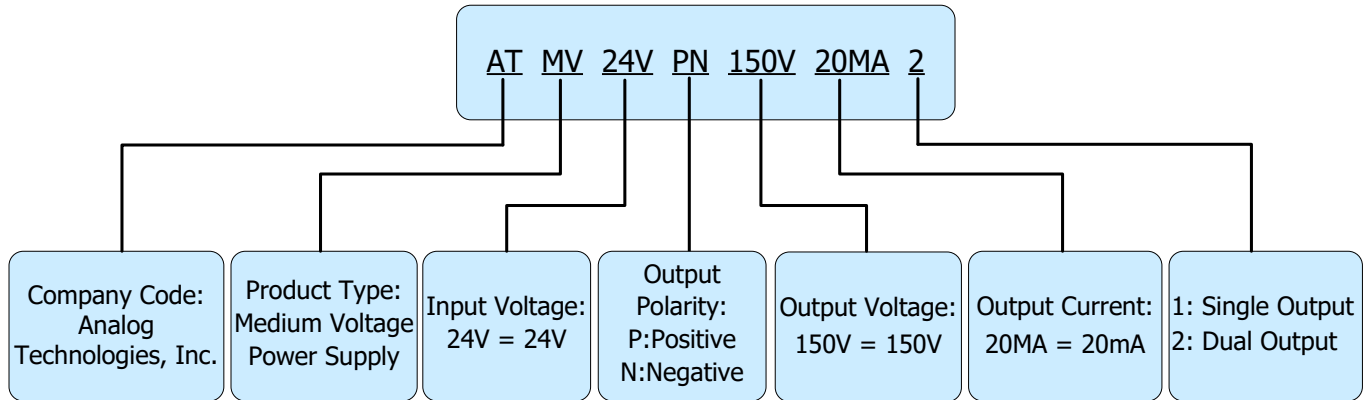 AT MV 24V PN 150V 20MA 2
Company Code:
Analog
Technologies, Inc.
Product Type:
Medium Voltage
Power Supply
Input Voltage:
24V = 24V
Output
Polarity:
P:Positive
N:Negative
Output Voltage:
150V = 150V
Output Current:
20MA = 20mA
1: Single Output
2: Dual Output